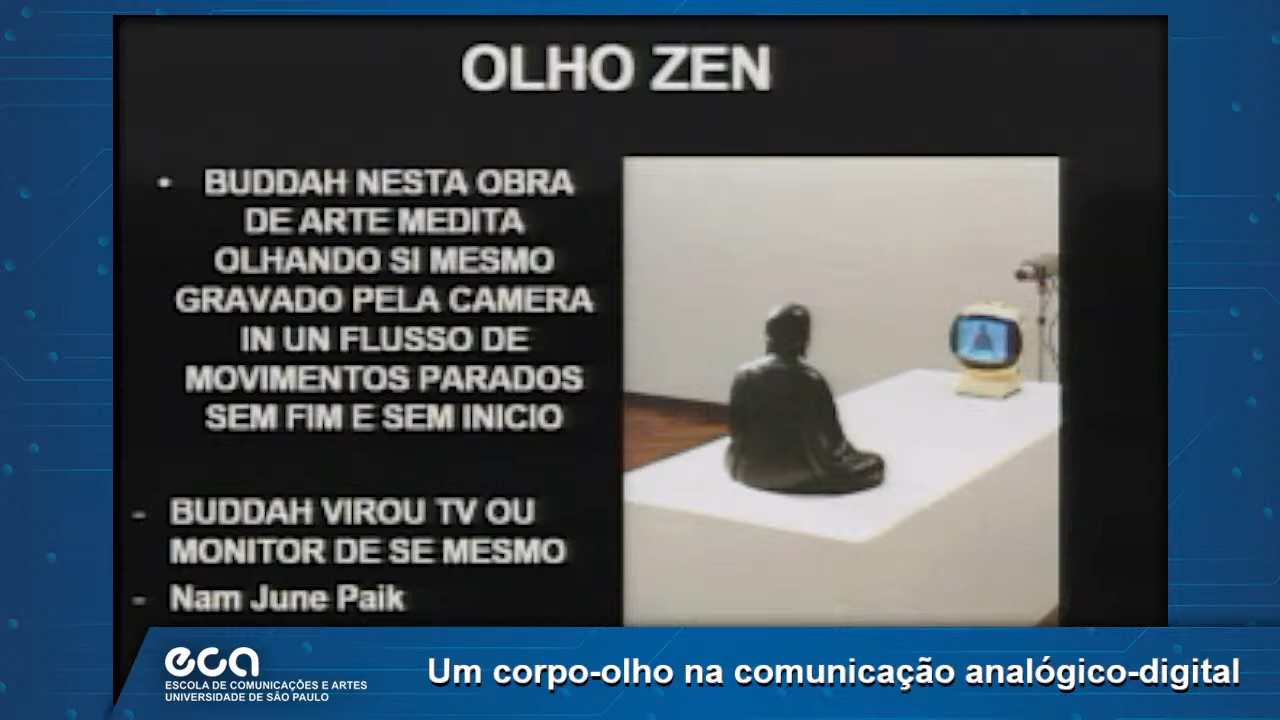 OLHO ZEN
• BUDDAH NESTA OBRA
DE ARTE MEDITA
OLHANDO SI MESMO
GRAVADO PELA CAMERA
IN UN FLUSSO DE
MOVIMENTOS PARADOS
SEM FIM E SEM INICIO
- BUDDAH VIROU TV OU
MONITOR DE SE MESMO
- Nam June Paik
eca
ESCOLA DE COMUNICAÇÕES E ARTES
UNIVERSIDADE DE SÃO PAULO
Um corpo-olho na comunicação analógico-digital